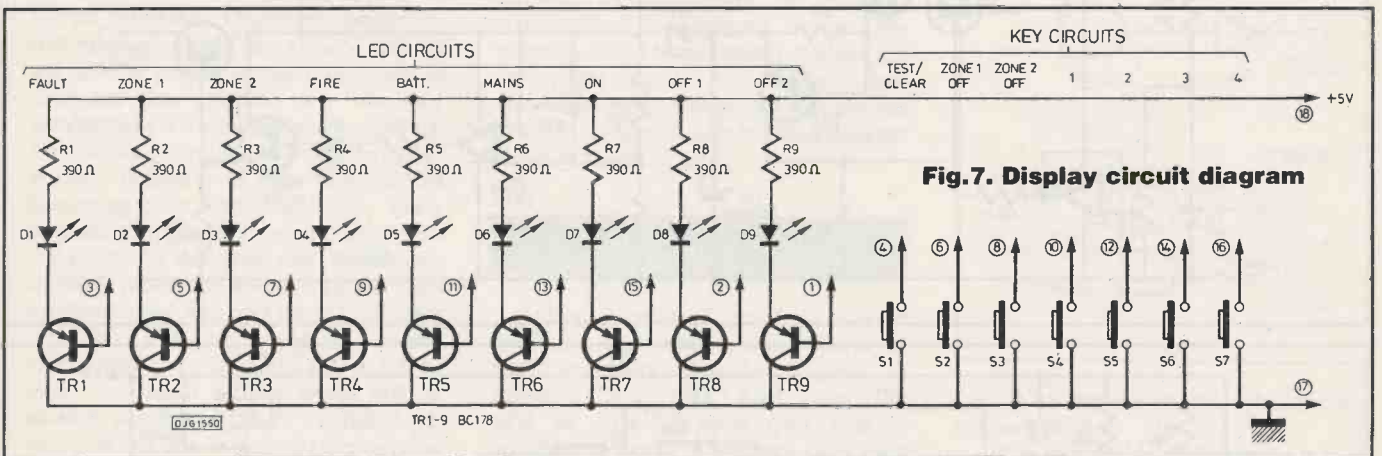 LED CIRCUITS
KEY CIRCUITS
FAULT ZONE 1 ZONE 2 FIRE BATT. MAINS ON OFF 1 OFF 2
TEST/ CLEAR ZONE 1 OFF ZONE 2 OFF 1 2 3 4
+5V
18
R1 390Ω R2 390Ω R3 390Ω R4 390Ω R5 390Ω R6 390Ω R7 390Ω R8 390Ω R9 390Ω
Fig.7. Display circuit diagram
D1 D2 D3 D4 D5 D6 D7 D8 D9
4 6 8 10 12 14 16
3 5 7 9 11 13 15 2 1
S1 S2 S3 S4 S5 S6 S7
TR1 TR2 TR3 TR4 TR5 TR6 TR7 TR8 TR9
17
DJG1550
TR1-9 BC178